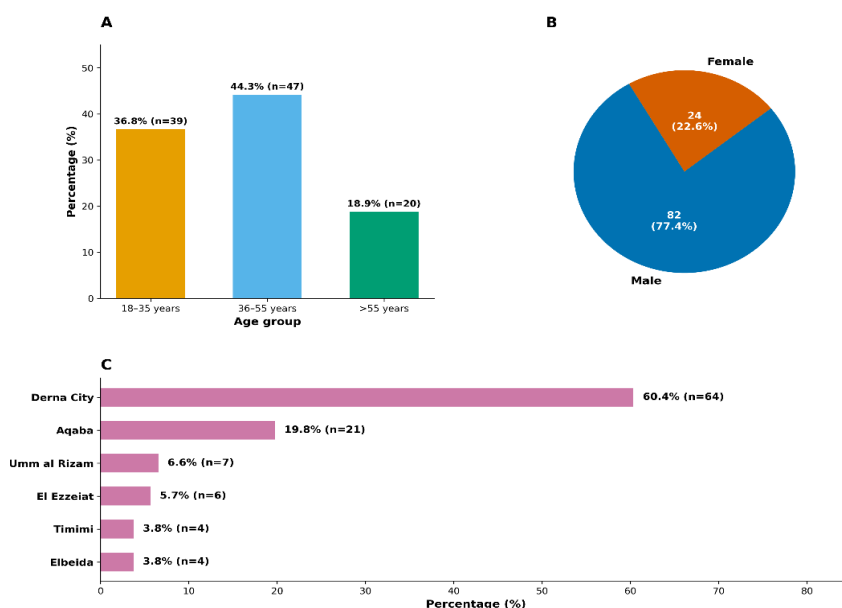 A
Percentage (%)
50
40
30
20
10
0
36.8% (n=39)
44.3% (n=47)
18.9% (n=20)
18–35 years
36–55 years
>55 years
Age group
B
Female
24
(22.6%)
82
(77.4%)
Male
C
Derna City
60.4% (n=64)
Aqaba
19.8% (n=21)
Umm al Rizam
6.6% (n=7)
El Ezzeiat
5.7% (n=6)
Timimi
3.8% (n=4)
Elbeida
3.8% (n=4)
0 10 20 30 40 50 60 70 80
Percentage (%)